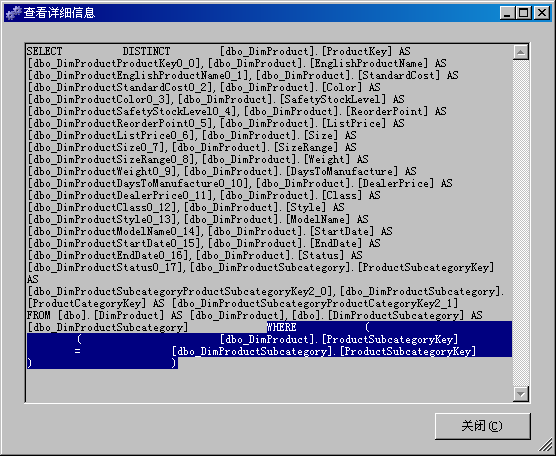 查看详细信息
SELECT DISTINCT [dbo_DimProduct].[ProductKey] AS
[dbo_DimProductProductKey0_0],[dbo_DimProduct].[EnglishProductName] AS
[dbo_DimProductEnglishProductName0_1],[dbo_DimProduct].[StandardCost] AS
[dbo_DimProductStandardCost0_2],[dbo_DimProduct].[Color] AS
[dbo_DimProductColor0_3],[dbo_DimProduct].[SafetyStockLevel] AS
[dbo_DimProductSafetyStockLevel0_4],[dbo_DimProduct].[ReorderPoint] AS
[dbo_DimProductReorderPoint0_5],[dbo_DimProduct].[ListPrice] AS
[dbo_DimProductListPrice0_6],[dbo_DimProduct].[Size] AS
[dbo_DimProductSize0_7],[dbo_DimProduct].[SizeRange] AS
[dbo_DimProductSizeRange0_8],[dbo_DimProduct].[Weight] AS
[dbo_DimProductWeight0_9],[dbo_DimProduct].[DaysToManufacture] AS
[dbo_DimProductDaysToManufacture0_10],[dbo_DimProduct].[DealerPrice] AS
[dbo_DimProductDealerPrice0_11],[dbo_DimProduct].[Class] AS
[dbo_DimProductClass0_12],[dbo_DimProduct].[Style] AS
[dbo_DimProductStyle0_13],[dbo_DimProduct].[ModelName] AS
[dbo_DimProductModelName0_14],[dbo_DimProduct].[StartDate] AS
[dbo_DimProductStartDate0_15],[dbo_DimProduct].[EndDate] AS
[dbo_DimProductEndDate0_16],[dbo_DimProduct].[Status] AS
[dbo_DimProductStatus0_17],[dbo_DimProductSubcategory].[ProductSubcategoryKey]
AS
[dbo_DimProductSubcategoryProductSubcategoryKey2_0],[dbo_DimProductSubcategory].
[ProductCategoryKey] AS [dbo_DimProductSubcategoryProductCategoryKey2_1]
FROM [dbo].[DimProduct] AS [dbo_DimProduct],[dbo].[DimProductSubcategory] AS
[dbo_DimProductSubcategory] WHERE (
( [dbo_DimProduct].[ProductSubcategoryKey]
= [dbo_DimProductSubcategory].[ProductSubcategoryKey]
) )
关闭(C)